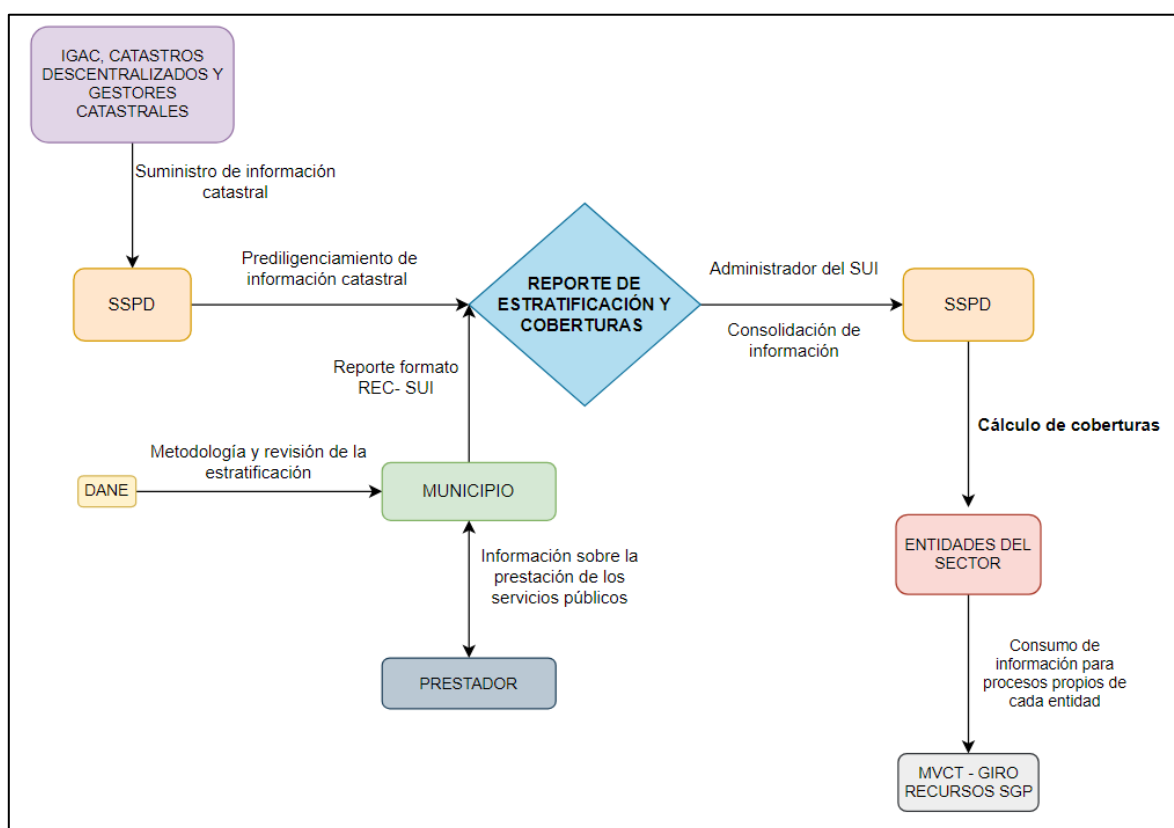 IGAC, CATASTROS
DESCENTRALIZADOS Y
GESTORES
CATASTRALES
Suministro de información
catastral
SSPD
Prediligenciamiento de
información catastral
REPORTE DE
ESTRATIFICACIÓN Y
COBERTURAS
Administrador del SUI
Consolidación de
información
SSPD
Reporte formato
REC- SUI
Cálculo de coberturas
Metodología y revisión de la
estratificación
DANE
MUNICIPIO
ENTIDADES DEL
SECTOR
Información sobre la
prestación de los
servicios públicos
PRESTADOR
Consumo de
información para
procesos propios de
cada entidad
MVCT - GIRO
RECURSOS SGP